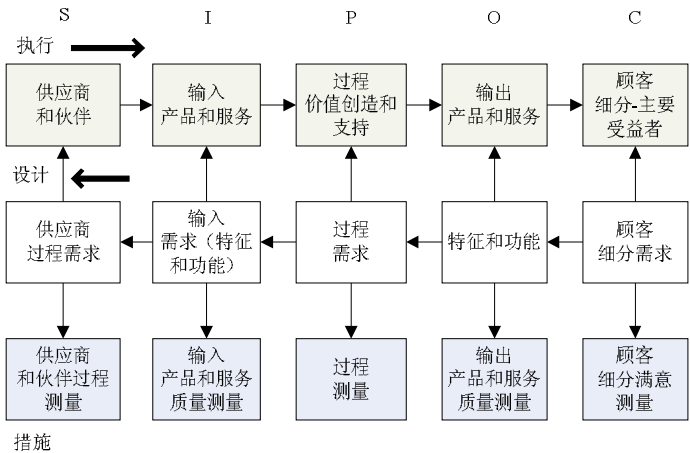 S I P O C
执行
供应商
和伙伴
输入
产品和服务
过程
价值创造和
支持
输出
产品和服务
顾客
细分-主要
受益者
设计
供应商
过程需求
输入
需求（特征
和功能）
过程
需求
特征和功能
顾客
细分需求
供应商
和伙伴过程
测量
输入
产品和服务
质量测量
过程
测量
输出
产品和服务
质量测量
顾客
细分满意
测量
措施